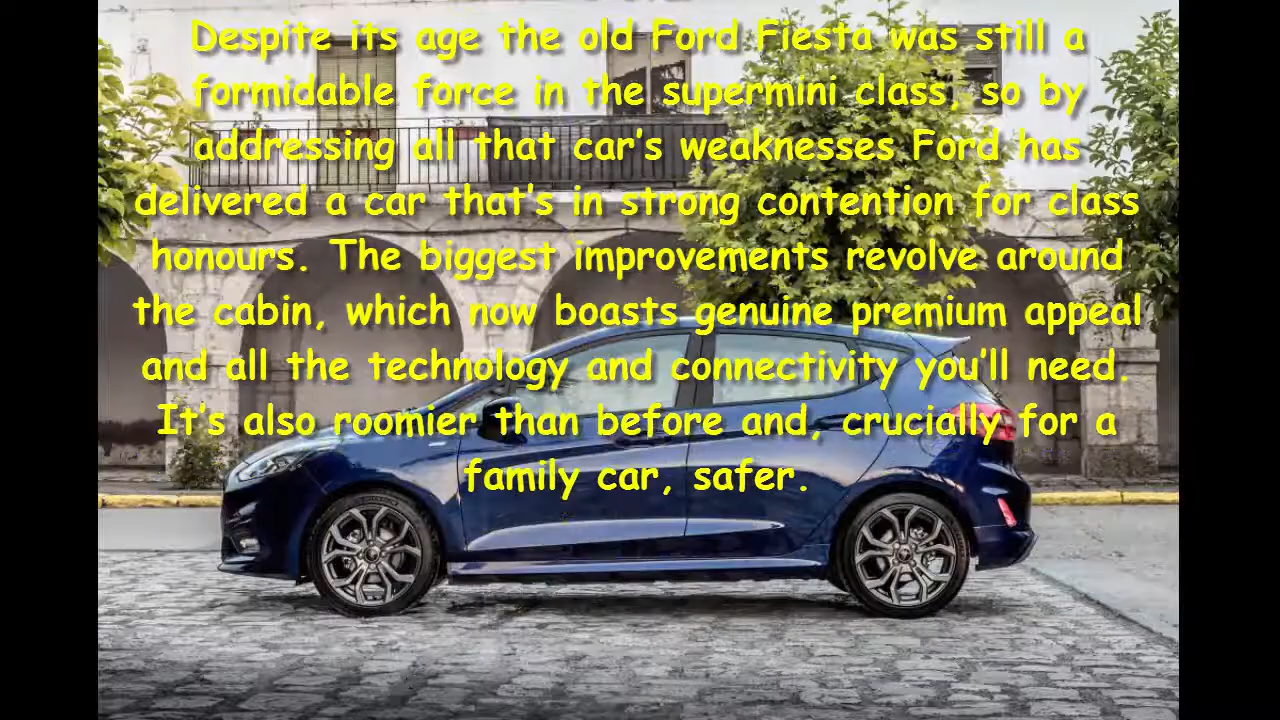 Despite its age the old Ford Fiesta was still a
formidable force in the supermini class, so by
addressing all that car's weaknesses Ford has
delivered a car that's in strong contention for class
honours. The biggest improvements revolve around
the cabin, which now boasts genuine premium appeal
and all the technology and connectivity you'll need.
It's also roomier than before and, crucially for a
family car, safer.